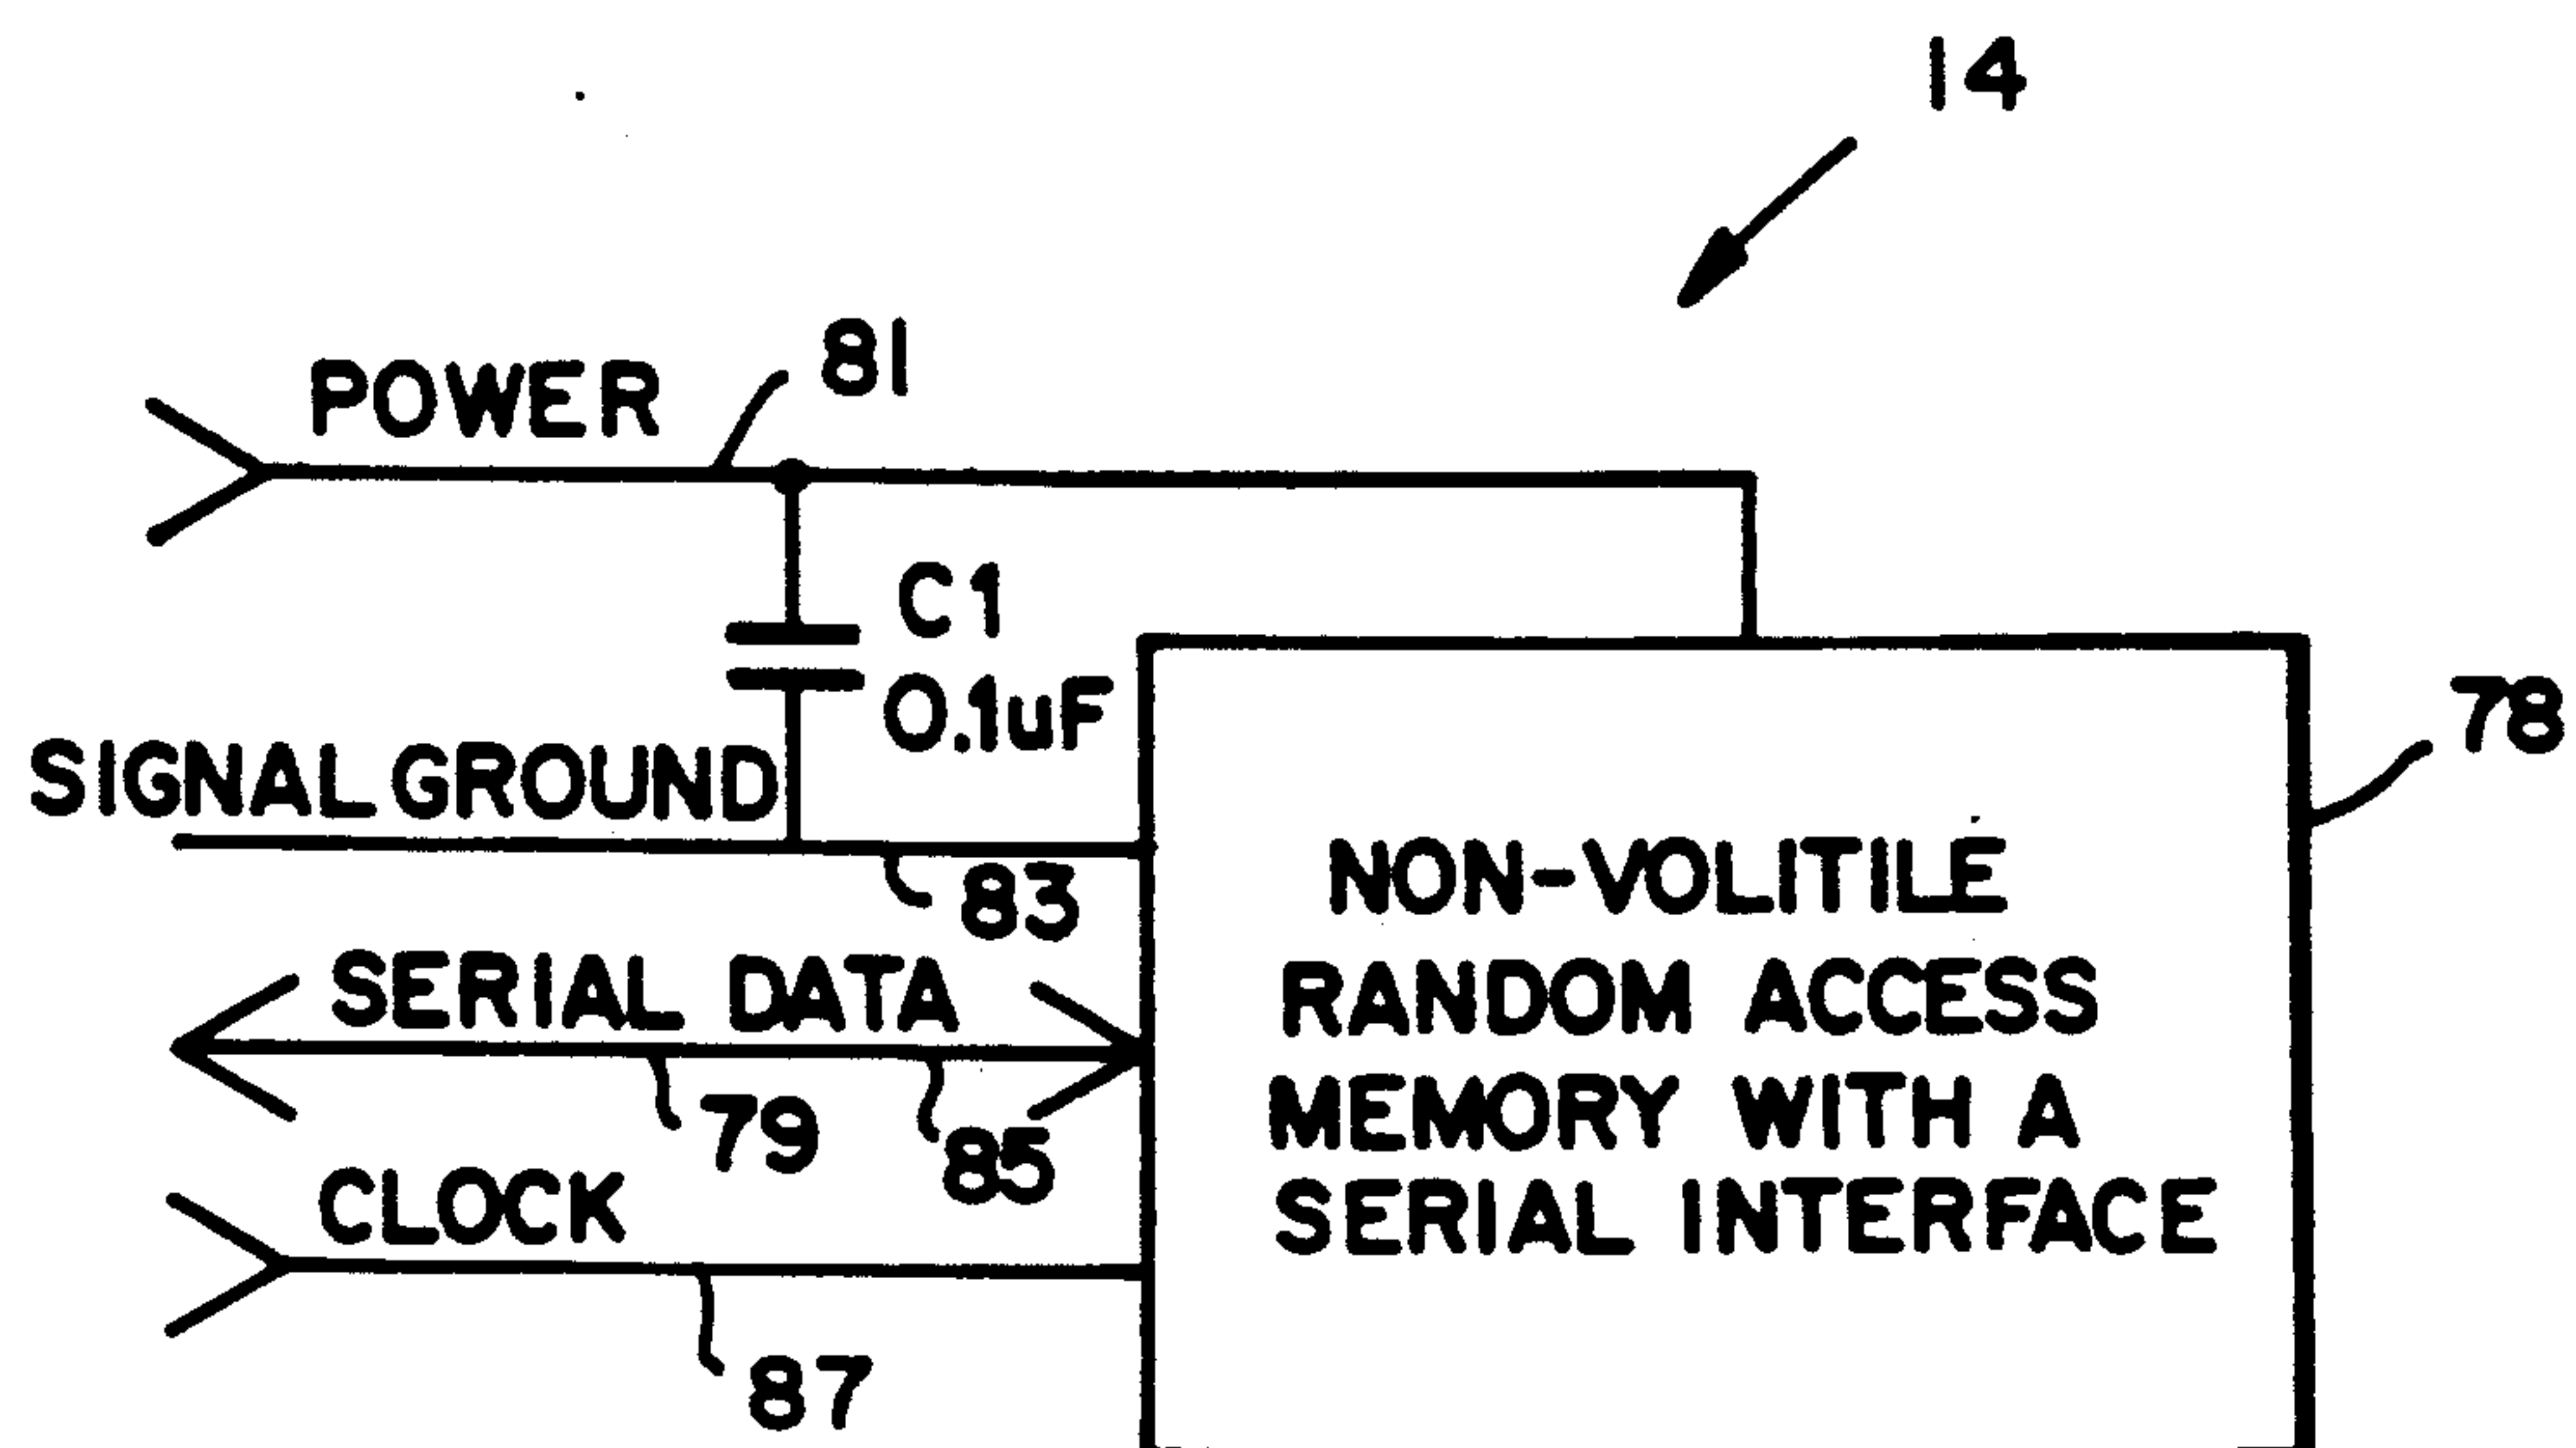 14
POWER
81
C1
0.1uF
78
SIGNAL GROUND
83
NON-VOLITILE
RANDOM ACCESS
MEMORY WITH A
SERIAL INTERFACE
SERIAL DATA
79
85
CLOCK
87